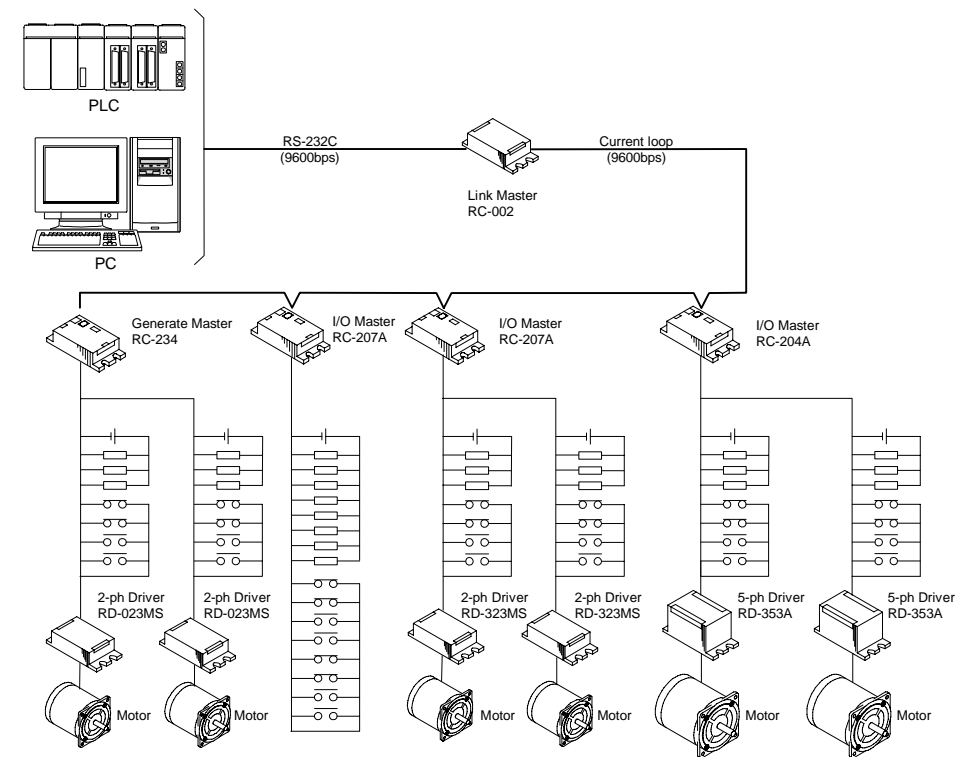 PLC
RS-232C
(9600bps)
Current loop
(9600bps)
Link Master
RC-002
PC
Generate Master
RC-234
I/O Master
RC-207A
I/O Master
RC-207A
I/O Master
RC-204A
2-ph Driver
RD-023MS
2-ph Driver
RD-023MS
2-ph Driver
RD-323MS
2-ph Driver
RD-323MS
5-ph Driver
RD-353A
5-ph Driver
RD-353A
Motor
Motor
Motor
Motor
Motor
Motor